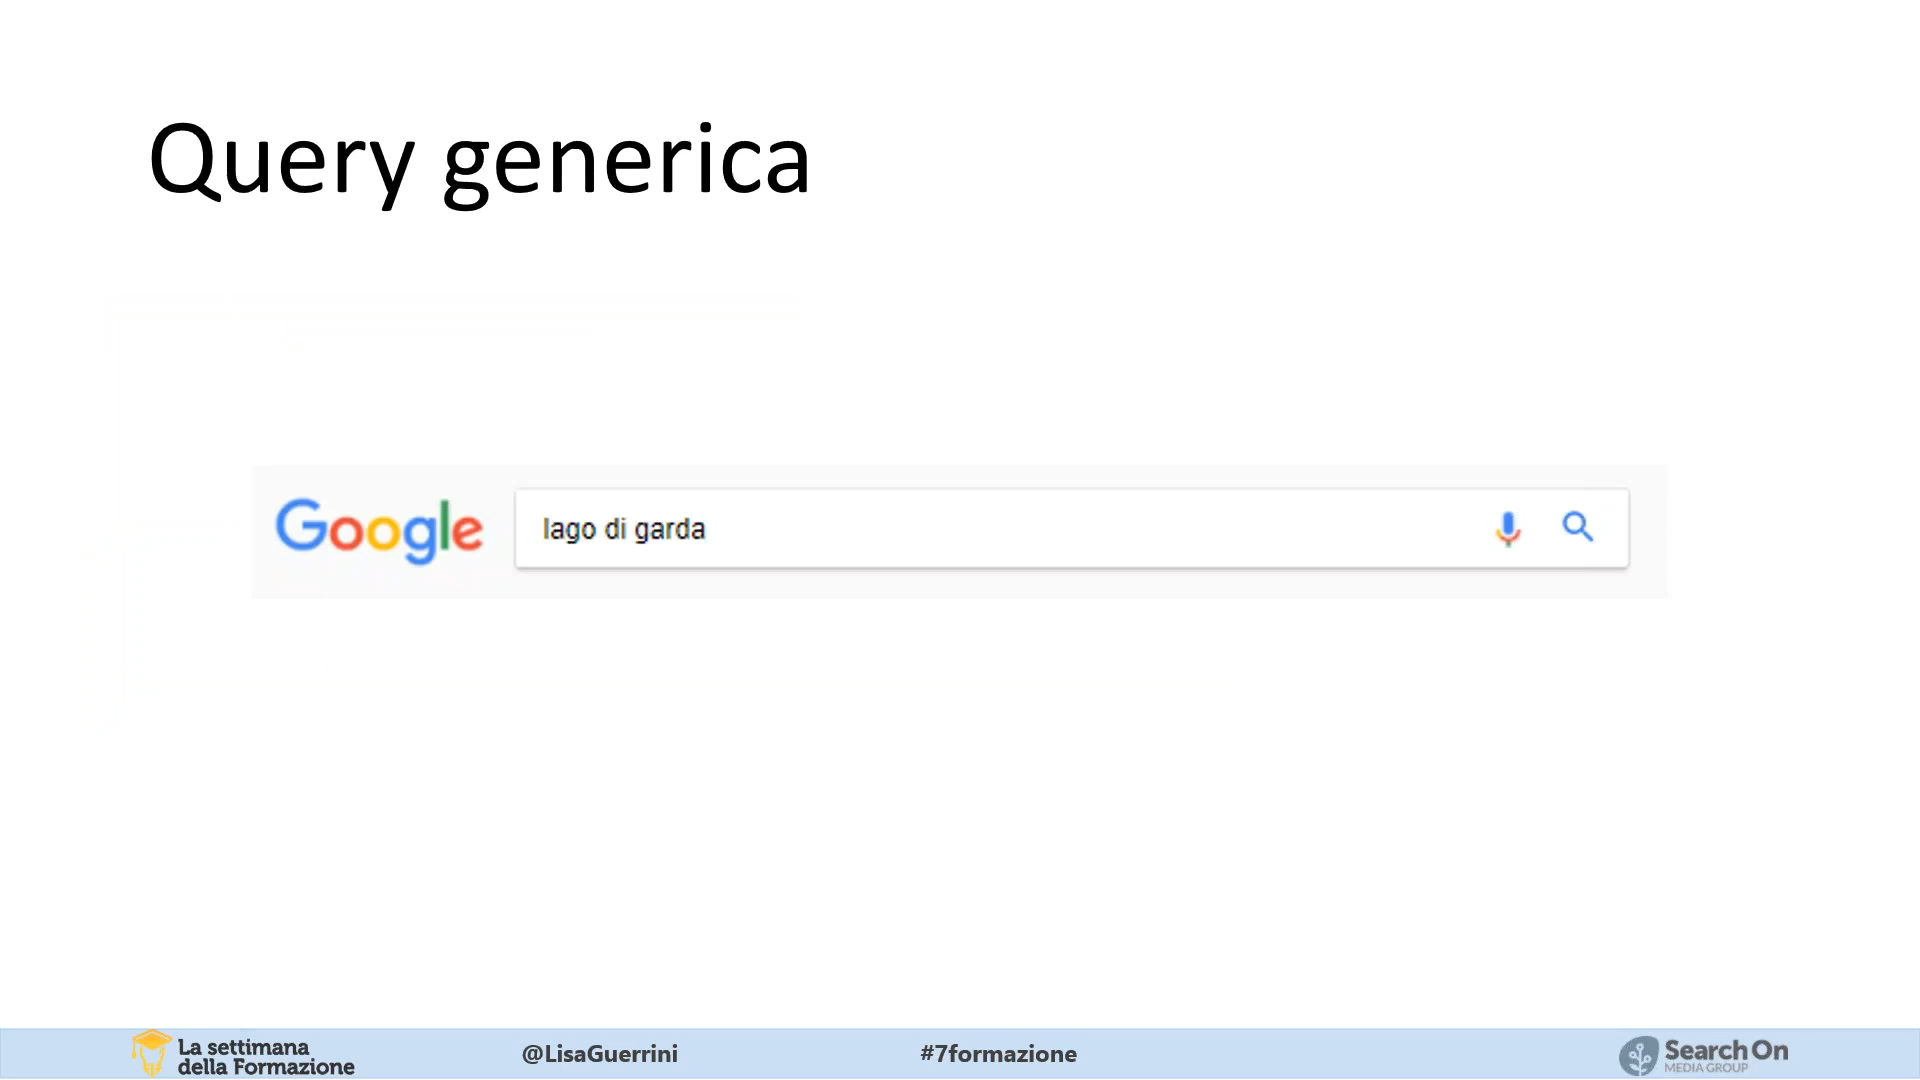 Query generica
Google
lago di garda
La settimana
della Formazione
@LisaGuerrini
#7formazione
Search On
MEDIA GROUP